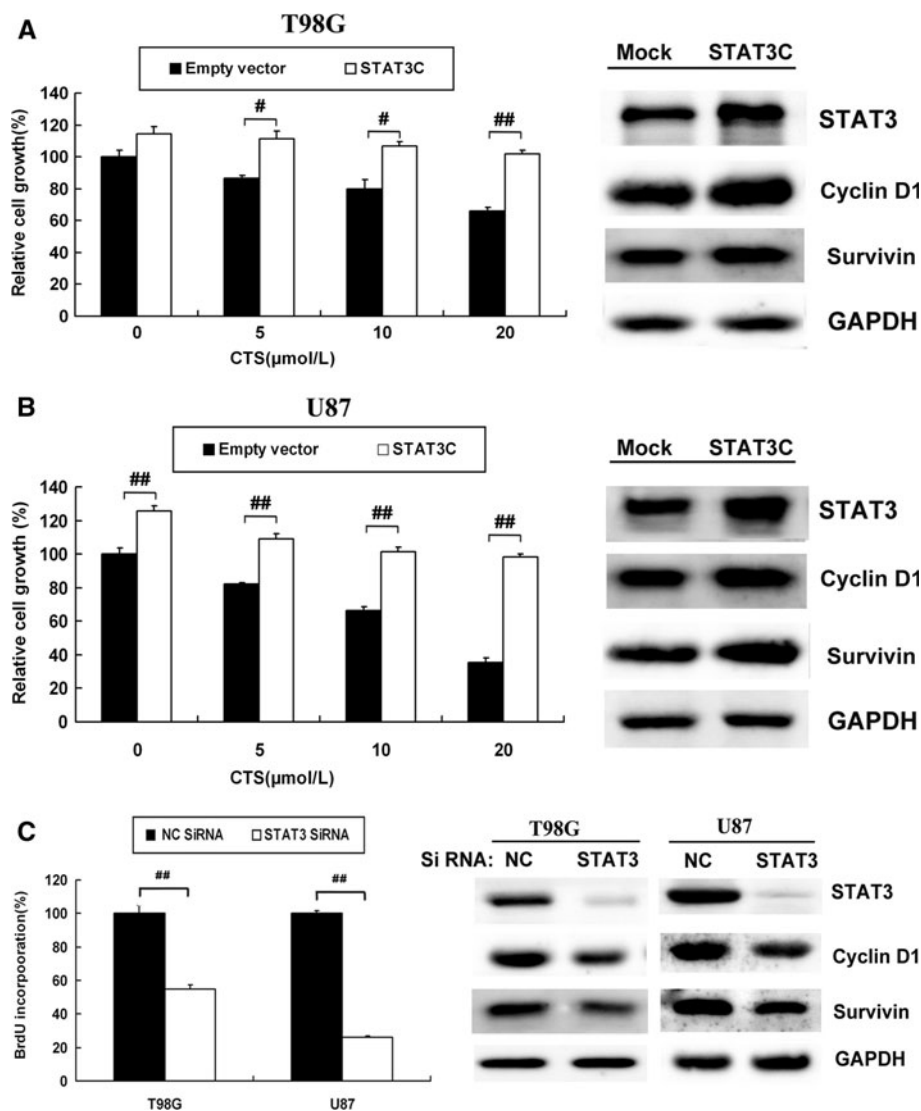 A
T98G
Empty vector STAT3C
Relative cell growth(%)
140
120
100
80
60
40
20
0
# # ##
0 5 10 20
CTS(µmol/L)
Mock STAT3C
STAT3
Cyclin D1
Survivin
GAPDH
B
U87
Empty vector STAT3C
Relative cell growth (%)
140
120
100
80
60
40
20
0
## ## ## ##
0 5 10 20
CTS(µmol/L)
Mock STAT3C
STAT3
Cyclin D1
Survivin
GAPDH
C
NC SiRNA STAT3 SiRNA
BrdU incorpooration(%)
120
100
80
60
40
20
0
## ##
T98G U87
T98G U87
Si RNA: NC STAT3 NC STAT3
STAT3
Cyclin D1
Survivin
GAPDH